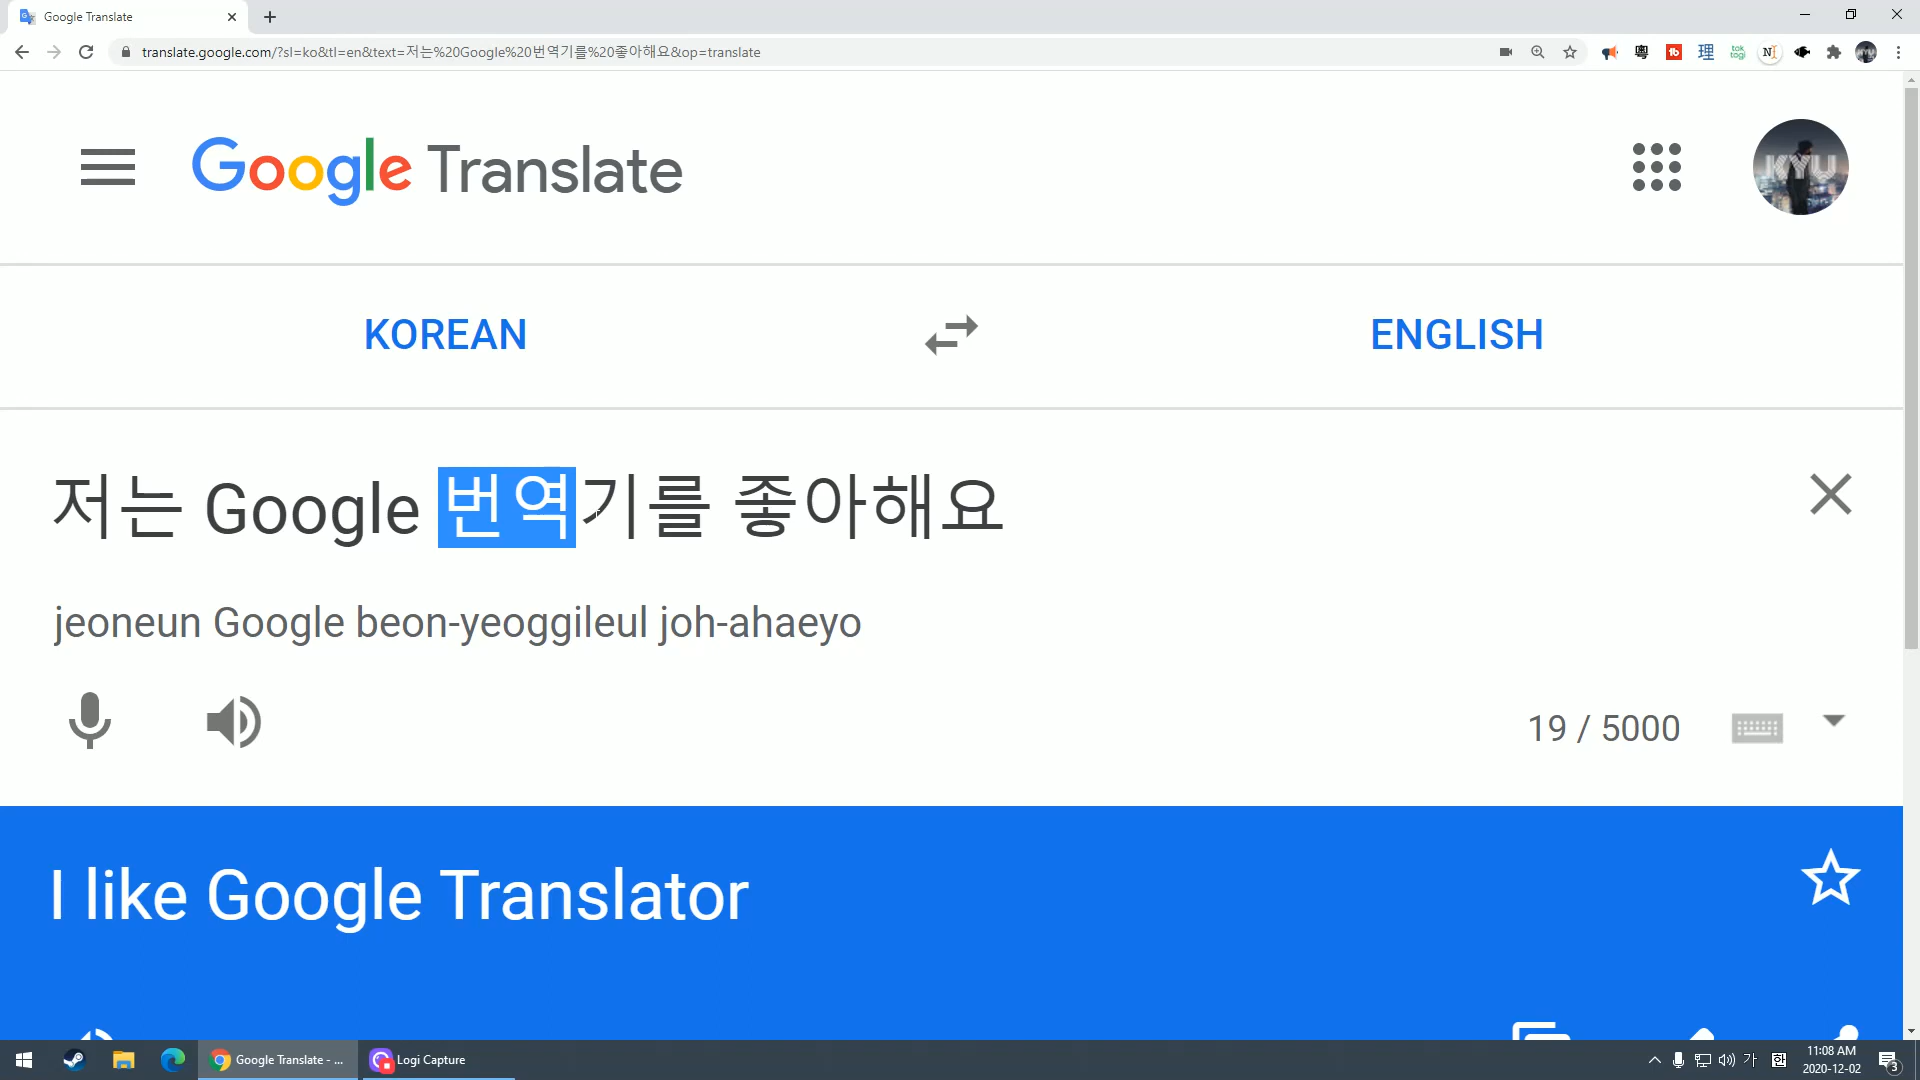 Google Translate
translate.google.com/?sl=ko&tl=en&text=저는%20Google%20번역기를%20좋아해요&op=translate
Google Translate
KYU
KOREAN
ENGLISH
저는 Google 번역기를 좋아해요
jeoneun Google beon-yeoggileul joh-ahaeyo
19 / 5000
I like Google Translator
Google Translate - ...
Logi Capture
가
11:08 AM
2020-12-02
3